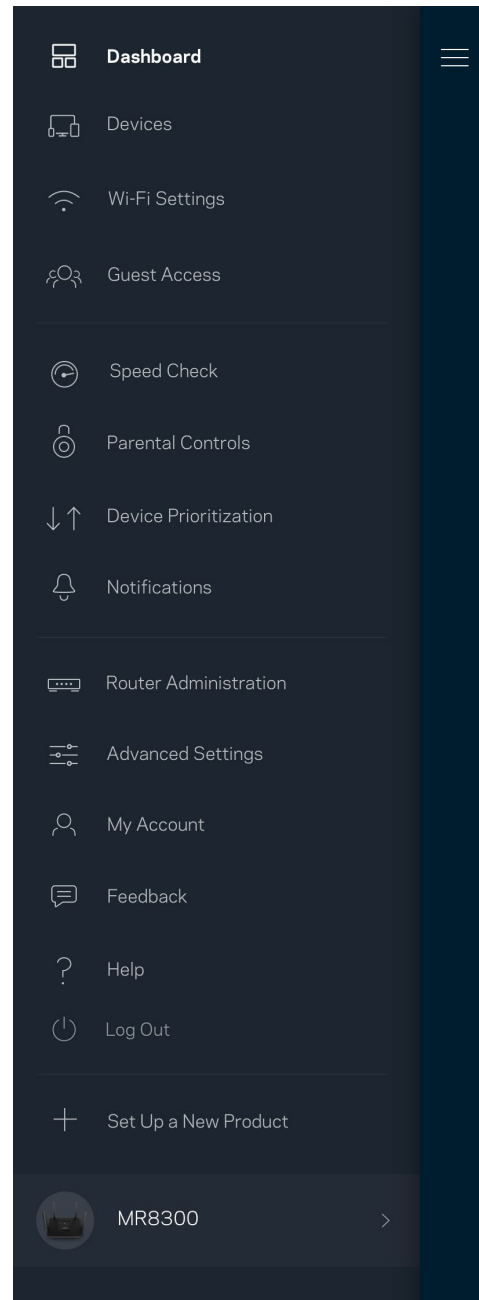 Dashboard
Devices
Wi-Fi Settings
Guest Access
Speed Check
Parental Controls
Device Prioritization
Notifications
Router Administration
Advanced Settings
My Account
Feedback
Help
Log Out
Set Up a New Product
MR8300